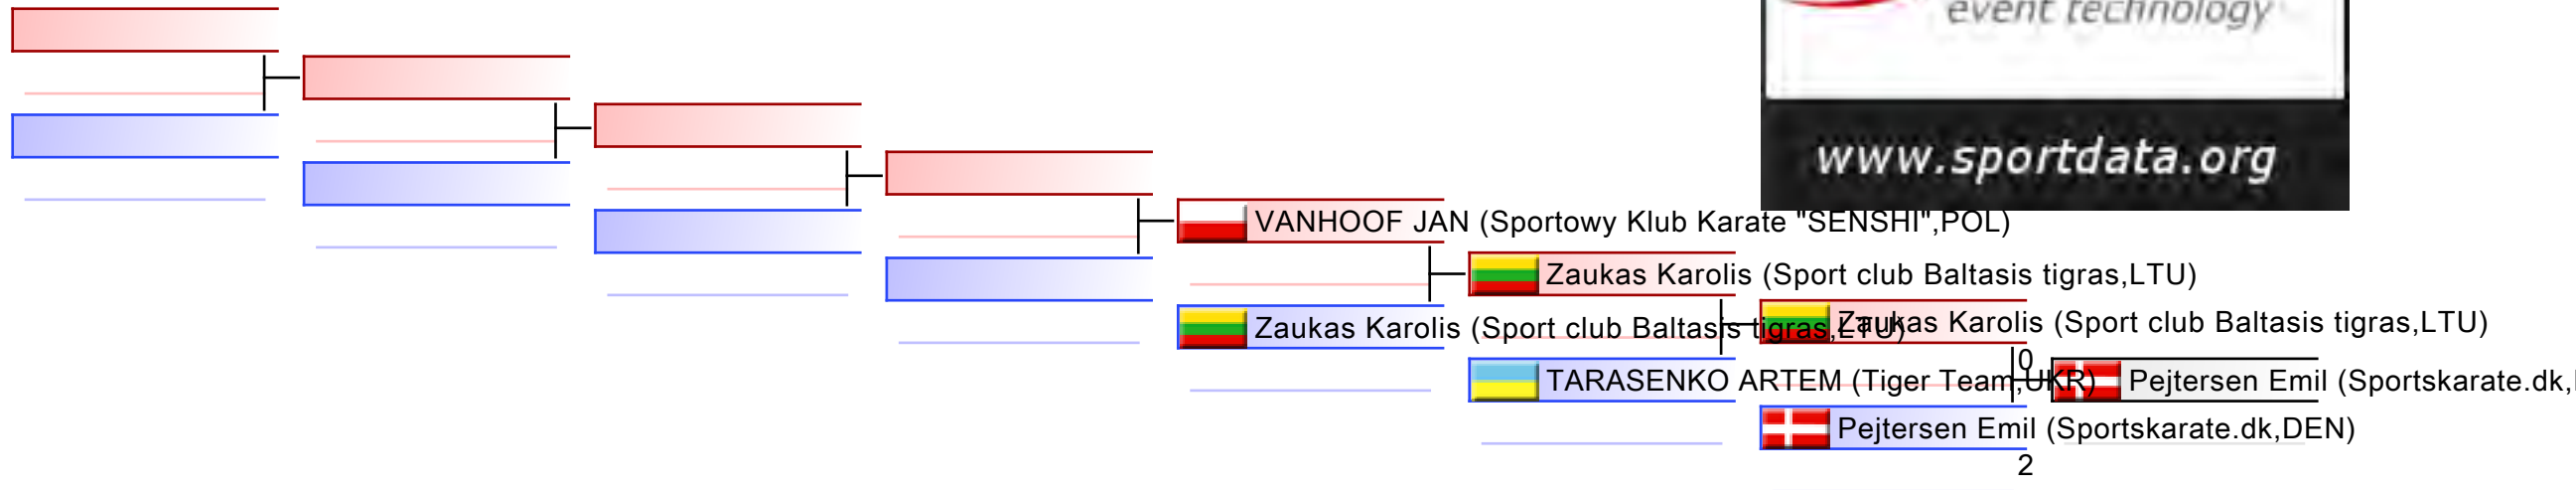 event technology
www.sportdata.org
VANHOOF JAN (Sportowy Klub Karate "SENSHI",POL)
Zaukas Karolis (Sport club Baltasis tigras,LTU)
Zaukas Karolis (Sport club Baltasis tigras,LTU)
Zaukas Karolis (Sport club Baltasis tigras,LTU)
0
TARASENKO ARTEM (Tiger Team,UKR)
Pejtersen Emil (Sportskarate.dk,
Pejtersen Emil (Sportskarate.dk,DEN)
2